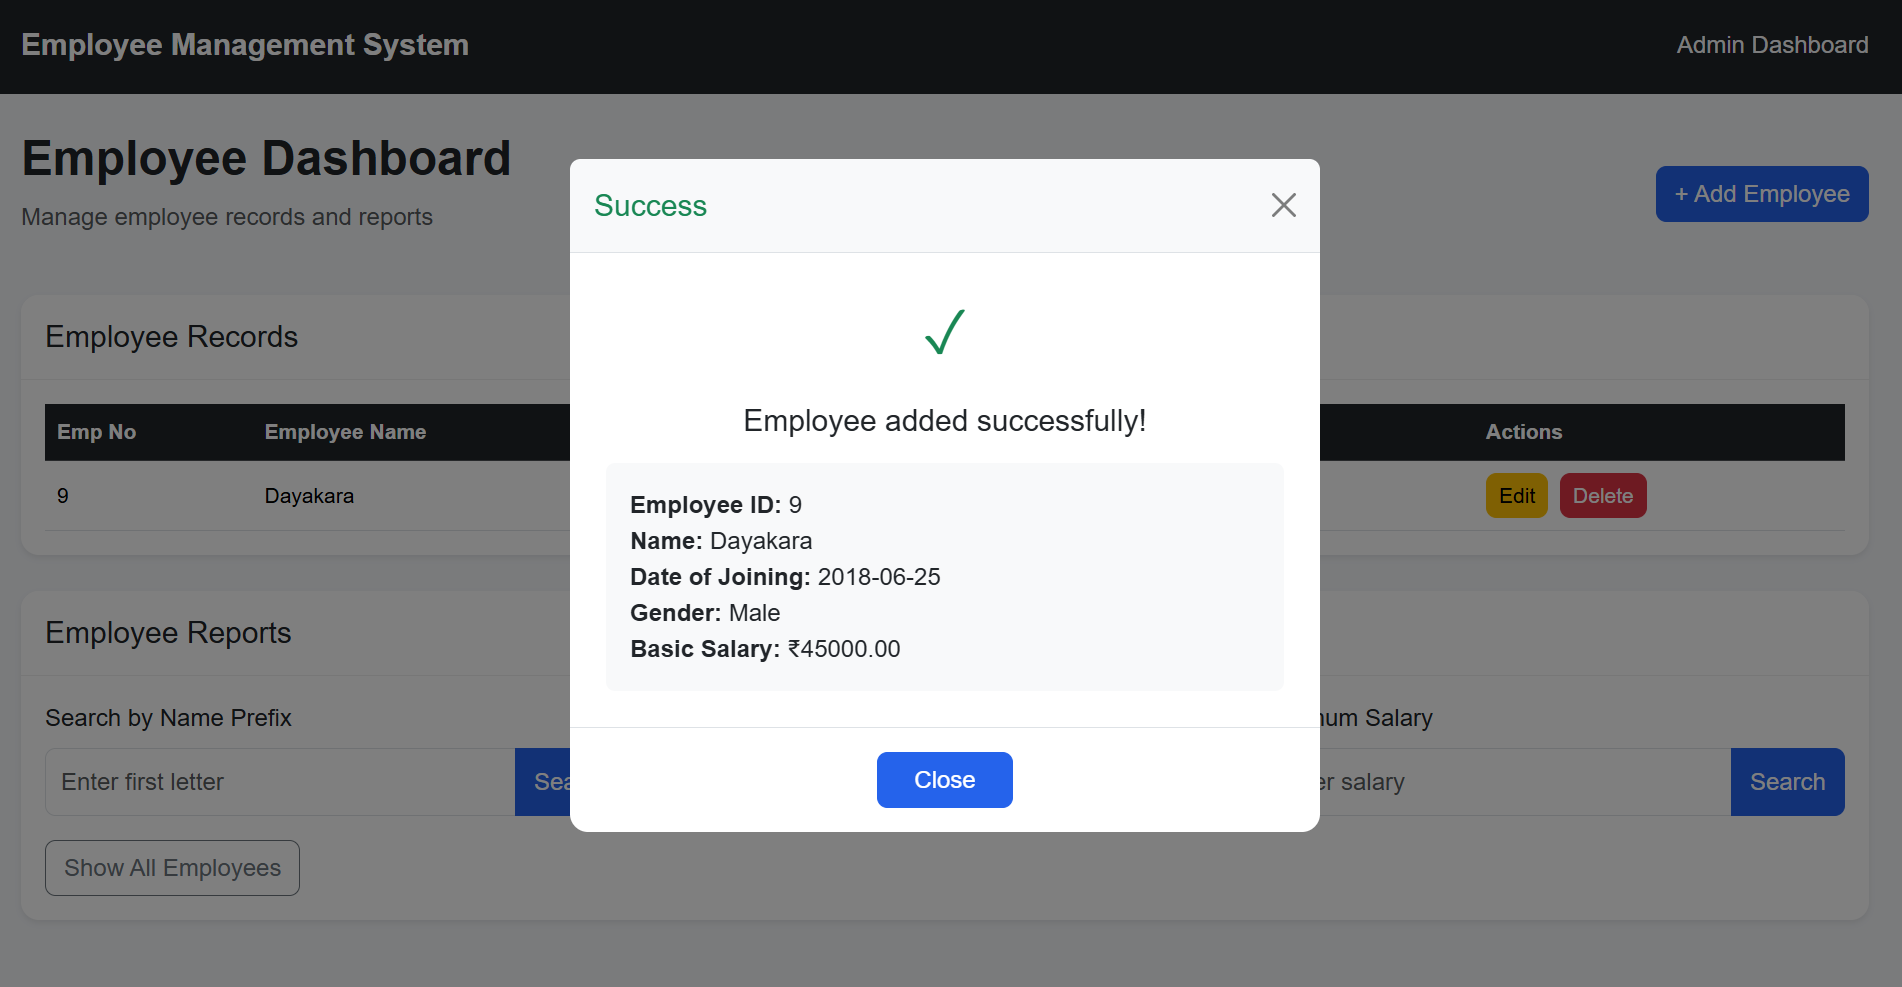 Employee Management System
Admin Dashboard
Employee Dashboard
Manage employee records and reports
+ Add Employee
Success
✓
Employee added successfully!
Employee ID: 9
Name: Dayakara
Date of Joining: 2018-06-25
Gender: Male
Basic Salary: ₹45000.00
Close
Employee Records
Emp No Employee Name Actions
9 Dayakara Edit Delete
Employee Reports
Search by Name Prefix
Salary
Enter first letter
salary Search
Show All Employees